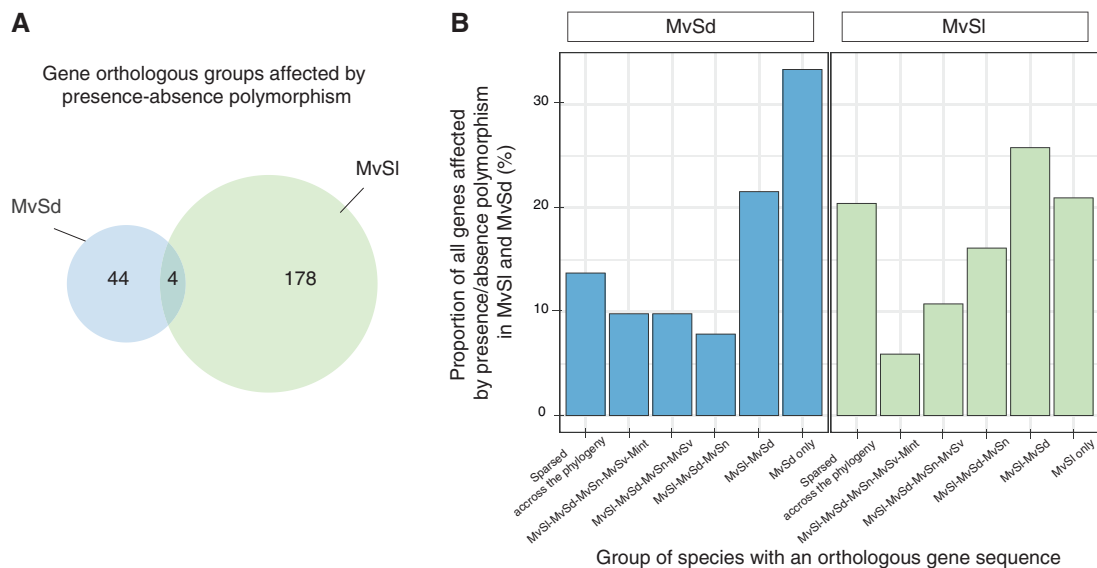 A
Gene orthologous groups affected by
presence-absence polymorphism
MvSd
MvSl
44
4
178
B
MvSd
MvSl
Proportion of all genes affected
by presence/absence polymorphism
in MvSl and MvSd (%)
30
20
10
0
Sparsed
accross the phylogeny
MvSl-MvSd-MvSn-MvSv-Mint
MvSl-MvSd-MvSn-MvSv
MvSl-MvSd-MvSn
MvSl-MvSd
MvSd only
Sparsed
accross the phylogeny
MvSl-MvSd-MvSn-MvSv-Mint
MvSl-MvSd-MvSn-MvSv
MvSl-MvSd-MvSn
MvSl-MvSd
MvSl only
Group of species with an orthologous gene sequence